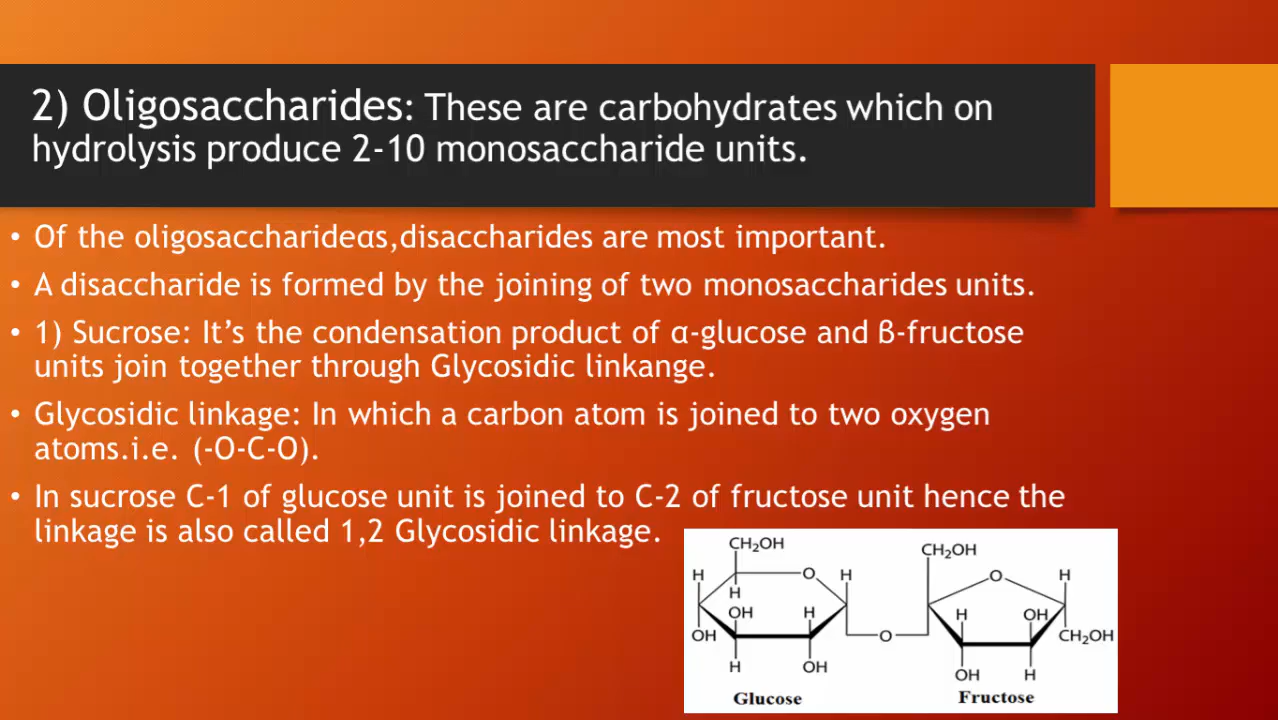 2) Oligosaccharides: These are carbohydrates which on
hydrolysis produce 2-10 monosaccharide units.
• Of the oligosaccharideαs,disaccharides are most important.
• A disaccharide is formed by the joining of two monosaccharides units.
• 1) Sucrose: It’s the condensation product of α-glucose and β-fructose
units join together through Glycosidic linkange.
• Glycosidic linkage: In which a carbon atom is joined to two oxygen
atoms.i.e. (-O-C-O).
• In sucrose C-1 of glucose unit is joined to C-2 of fructose unit hence the
linkage is also called 1,2 Glycosidic linkage.
CH₂OH CH₂OH
H O H O H
H
OH H H OH
OH O CH₂OH
H OH OH H
Glucose Fructose